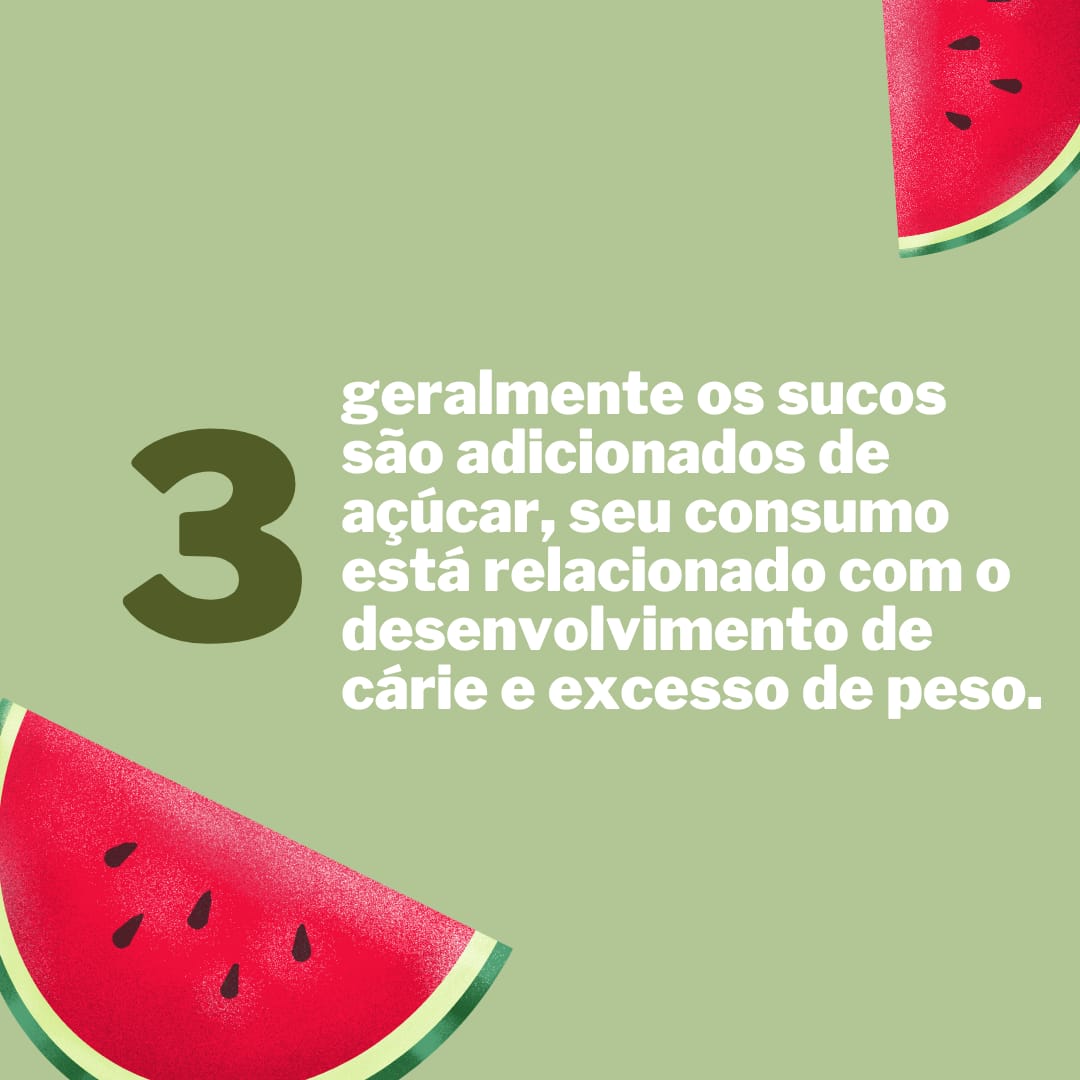 3
geralmente os sucos
são adicionados de
açúcar, seu consumo
está relacionado com o
desenvolvimento de
cárie e excesso de peso.